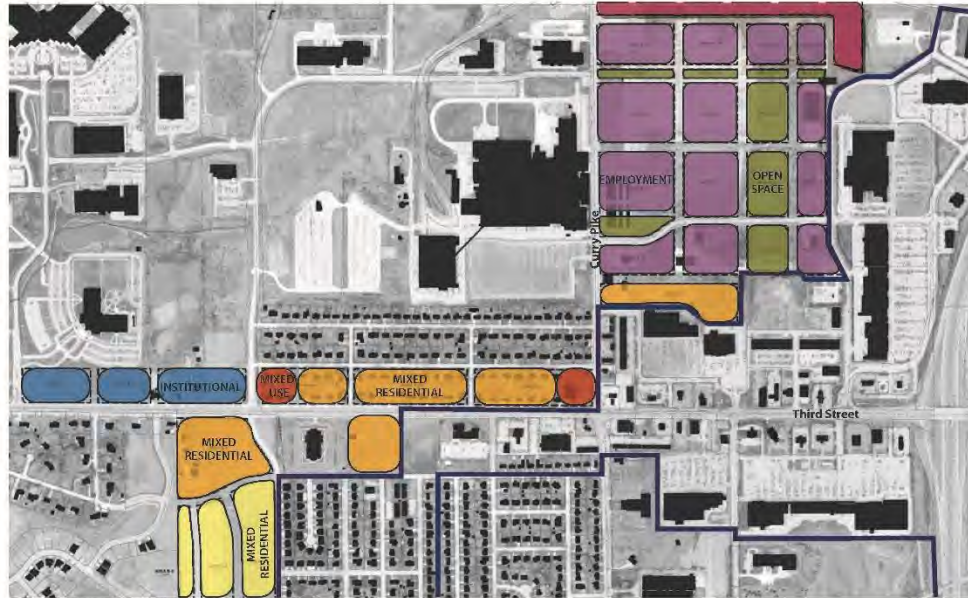 EMPLOYMENT
OPEN
SPACE
Curry Pike
INSTITUTIONAL
MIXED
USE
MIXED
RESIDENTIAL
Third Street
MIXED
RESIDENTIAL
MIXED
RESIDENTIAL